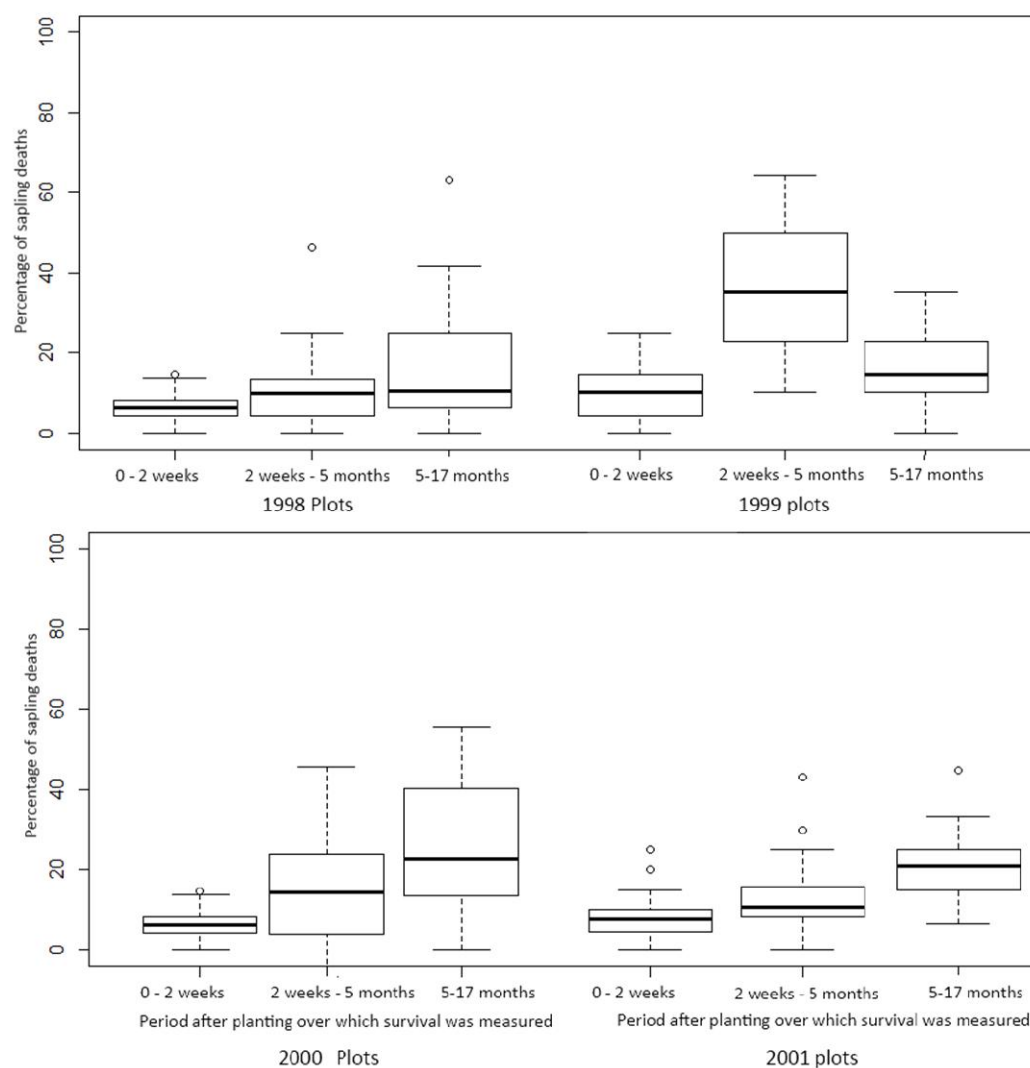 Percentage of sapling deaths
100
80
60
40
20
0
0 - 2 weeks 2 weeks - 5 months 5-17 months 0 - 2 weeks 2 weeks - 5 months 5-17 months
1998 Plots 1999 plots
Percentage of sapling deaths
100
80
60
40
20
0
0 - 2 weeks 2 weeks - 5 months 5-17 months 0 - 2 weeks 2 weeks - 5 months 5-17 months
Period after planting over which survival was measured Period after planting over which survival was measured
2000 Plots 2001 plots